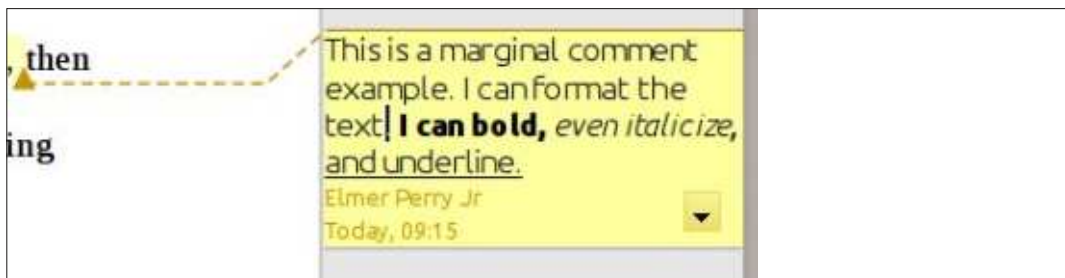 , then
ing
This is a marginal comment
example. I can format the
text. I can bold, even italicize,
and underline.
Elmer Perry Jr
Today, 09:15